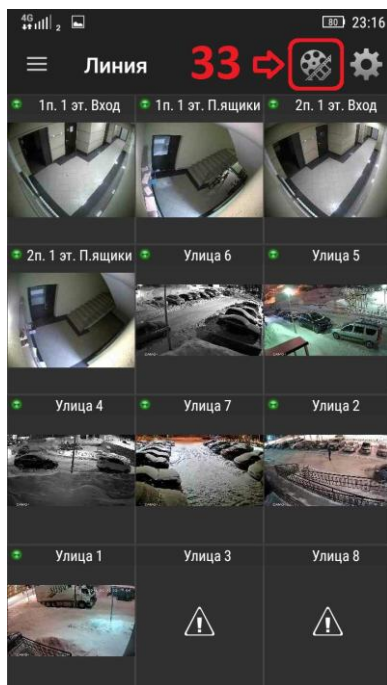 4G 2 80 23:16
Линия 33
1п. 1 эт. Вход 1п. 1 эт. П.ящики 2п. 1 эт. Вход
2п. 1 эт. П.ящики Улица 6 Улица 5
Улица 4 Улица 7 Улица 2
Улица 1 Улица 3 Улица 8